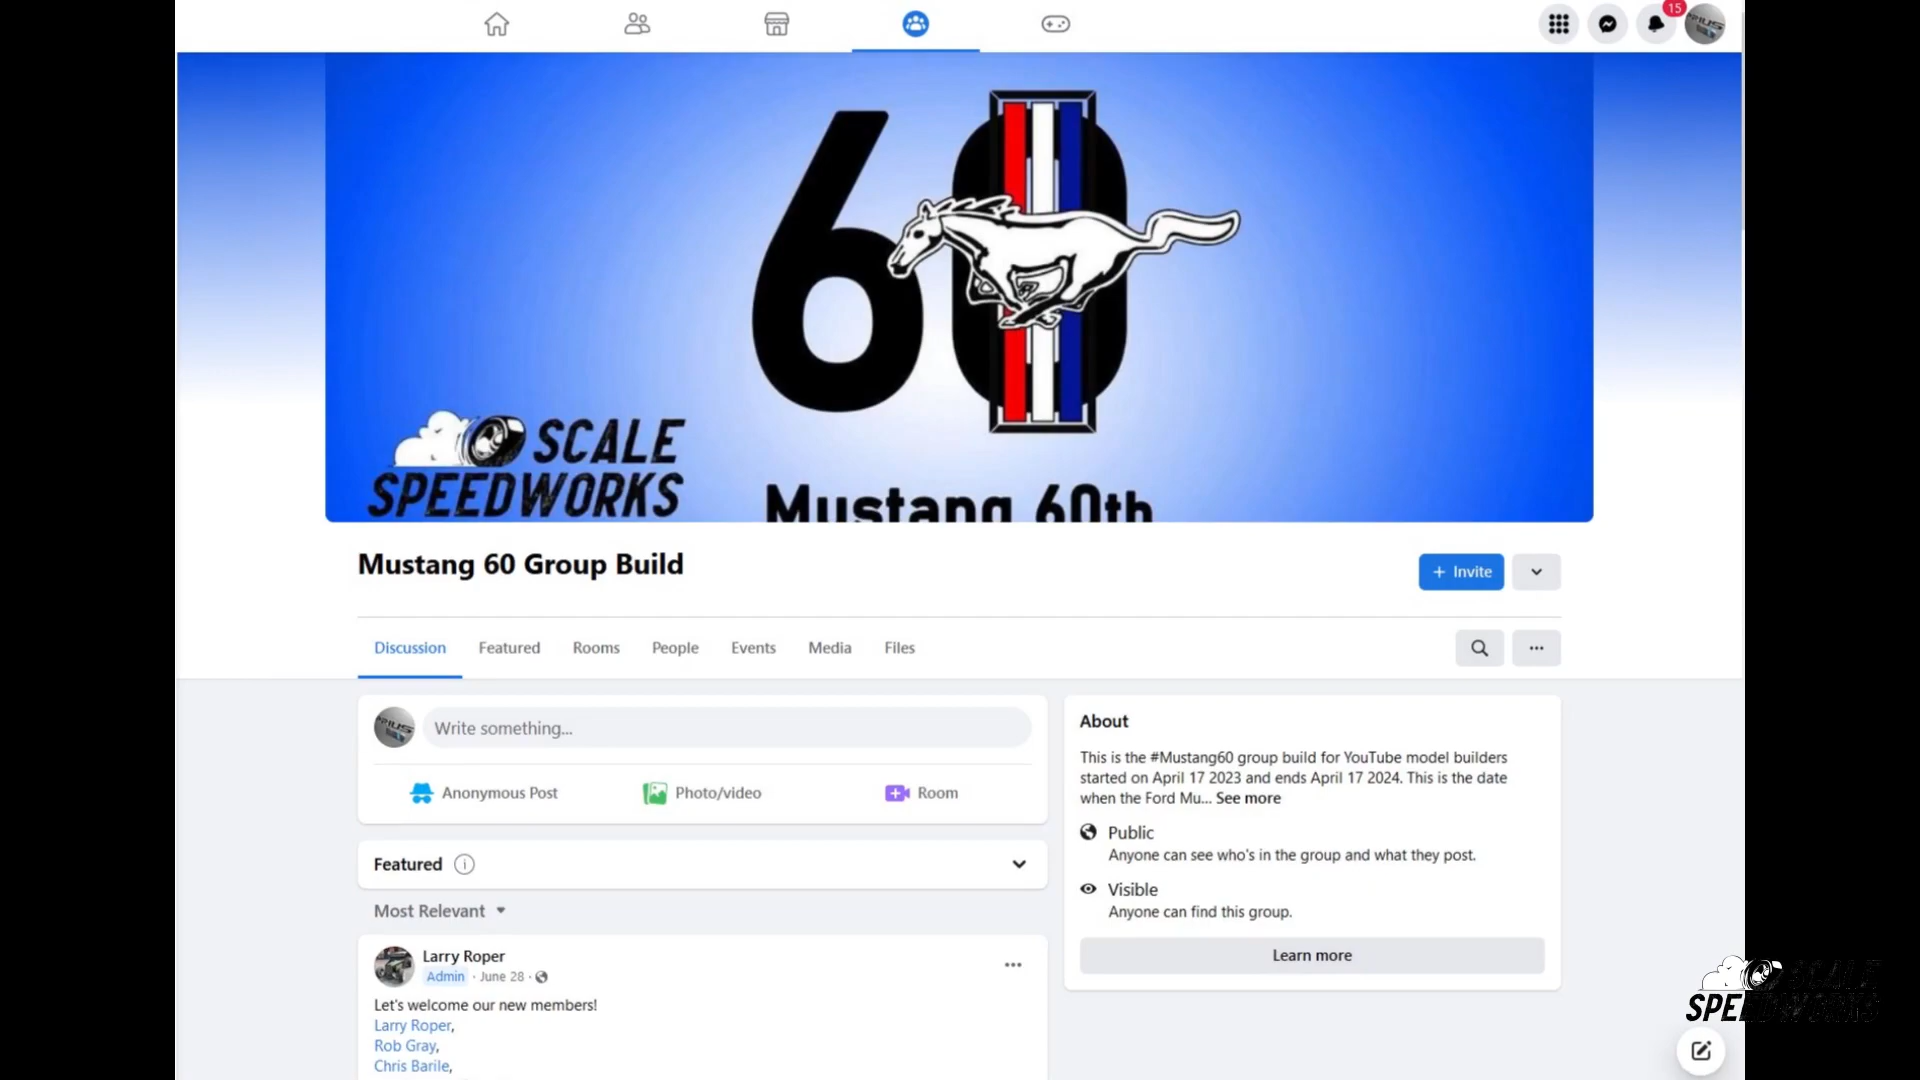 15
60
SCALE
SPEEDWORKS
Mustang 60th
Mustang 60 Group Build
+ Invite
Discussion
Featured
Rooms
People
Events
Media
Files
Write something...
Anonymous Post
Photo/video
Room
Featured
Most Relevant
Larry Roper
Admin · June 28 ·
Let's welcome our new members!
Larry Roper,
Rob Gray,
Chris Barile,
About
This is the #Mustang60 group build for YouTube model builders
started on April 17 2023 and ends April 17 2024. This is the date
when the Ford Mu... See more
Public
Anyone can see who's in the group and what they post.
Visible
Anyone can find this group.
Learn more
SCALE
SPEEDWORKS